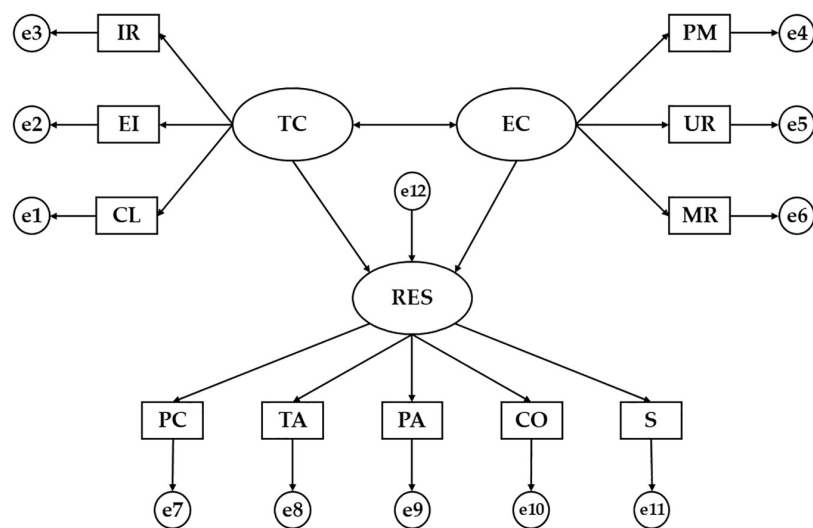 e3 IR PM e4
e2 EI TC EC UR e5
e12
e1 CL MR e6
RES
PC TA PA CO S
e7 e8 e9 e10 e11